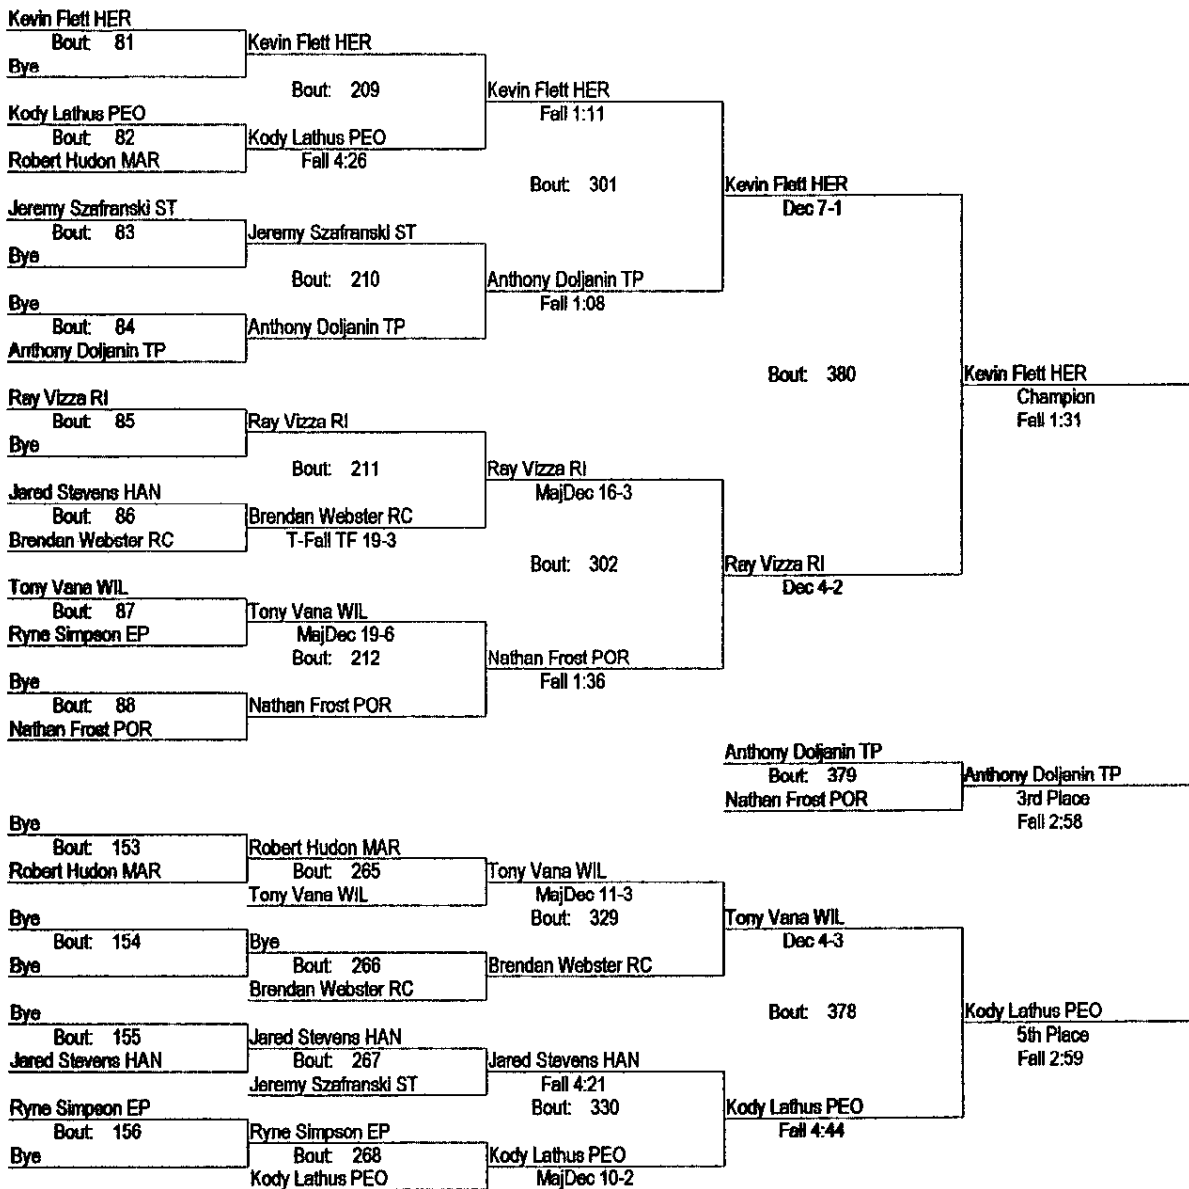 Kevin Flett HER
Bout: 81
Bye
Kevin Flett HER
Bout: 209
Kody Lathus PEO
Bout: 82
Robert Hudon MAR
Kody Lathus PEO
Fall 4:26
Kevin Flett HER
Fall 1:11
Bout: 301
Jeremy Szafranski ST
Bout: 83
Bye
Jeremy Szafranski ST
Bout: 210
Bye
Bout: 84
Anthony Doljanin TP
Anthony Doljanin TP
Anthony Doljanin TP
Fall 1:08
Kevin Flett HER
Dec 7-1
Bout: 380
Kevin Flett HER
Champion
Fall 1:31
Ray Vizza RI
Bout: 85
Bye
Ray Vizza RI
Bout: 211
Jared Stevens HAN
Bout: 86
Brendan Webster RC
Brendan Webster RC
T-Fall TF 19-3
Ray Vizza RI
MajDec 16-3
Bout: 302
Ray Vizza RI
Dec 4-2
Tony Vana WIL
Bout: 87
Ryne Simpson EP
Tony Vana WIL
MajDec 19-6
Bout: 212
Bye
Bout: 88
Nathan Frost POR
Nathan Frost POR
Nathan Frost POR
Fall 1:36
Anthony Doljanin TP
Bout: 379
Nathan Frost POR
Anthony Doljanin TP
3rd Place
Fall 2:58
Bye
Bout: 153
Robert Hudon MAR
Robert Hudon MAR
Bout: 265
Tony Vana WIL
Tony Vana WIL
MajDec 11-3
Bout: 329
Bye
Bout: 154
Bye
Bye
Bout: 266
Brendan Webster RC
Brendan Webster RC
Tony Vana WIL
Dec 4-3
Bout: 378
Kody Lathus PEO
5th Place
Fall 2:59
Bye
Bout: 155
Jared Stevens HAN
Jared Stevens HAN
Bout: 267
Jeremy Szafranski ST
Jared Stevens HAN
Fall 4:21
Bout: 330
Kody Lathus PEO
Fall 4:44
Ryne Simpson EP
Bout: 156
Bye
Ryne Simpson EP
Bout: 268
Kody Lathus PEO
Kody Lathus PEO
MajDec 10-2